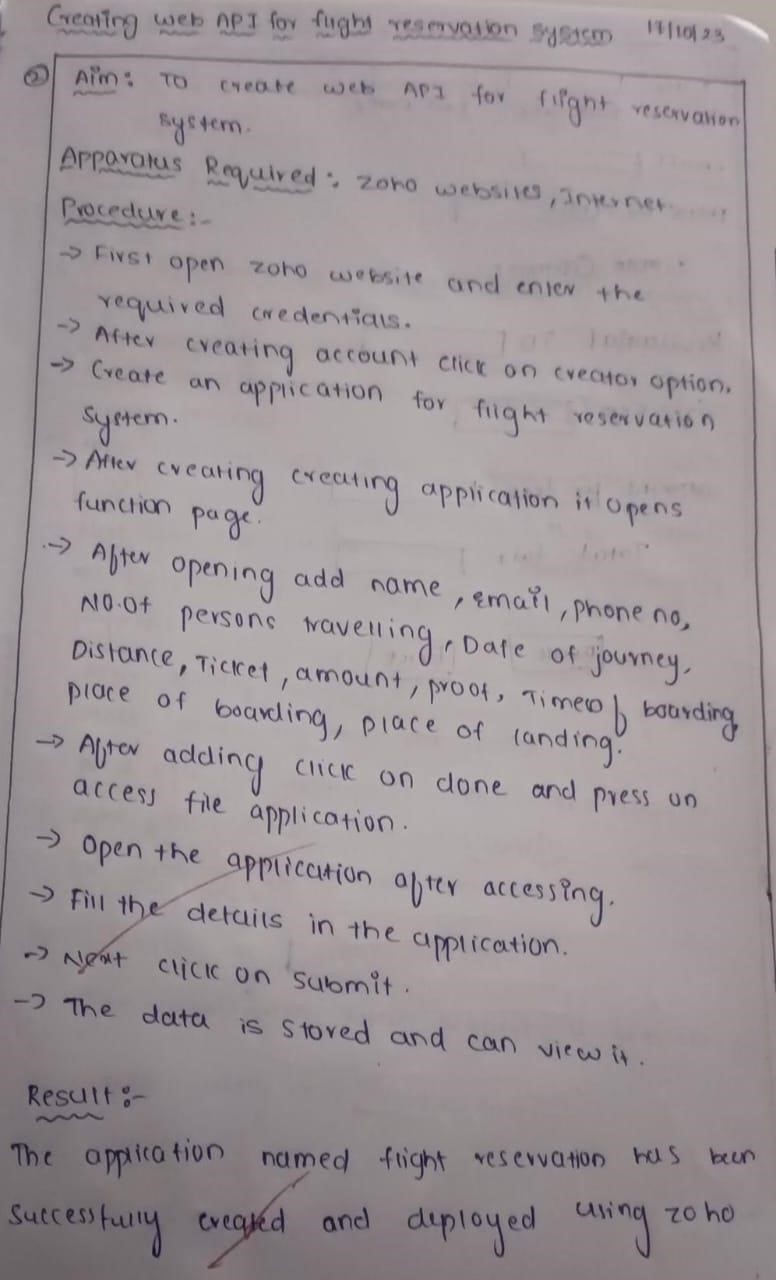 Creating web API for flight reservation system 17/10/23
② Aim: To create web API for flight reservation
system.
Apparatus Required: zoho websites, Internet.
Procedure:-
→ First open zoho website and enter the
required credentials.
→ After creating account click on creator option.
→ Create an application for flight reservation
system.
→ After creating creating application it opens
function page.
→ After opening add name, email, phone no,
NO.of persons travelling, Date of journey,
Distance, Ticket, amount, proof, Time of boarding,
place of boarding, place of landing.
→ After adding click on done and press on
access file application.
→ Open the application after accessing.
→ Fill the details in the application.
→ Next click on submit.
→ The data is stored and can view it.
Result:-
The application named flight reservation has been
successfully created and deployed using zoho